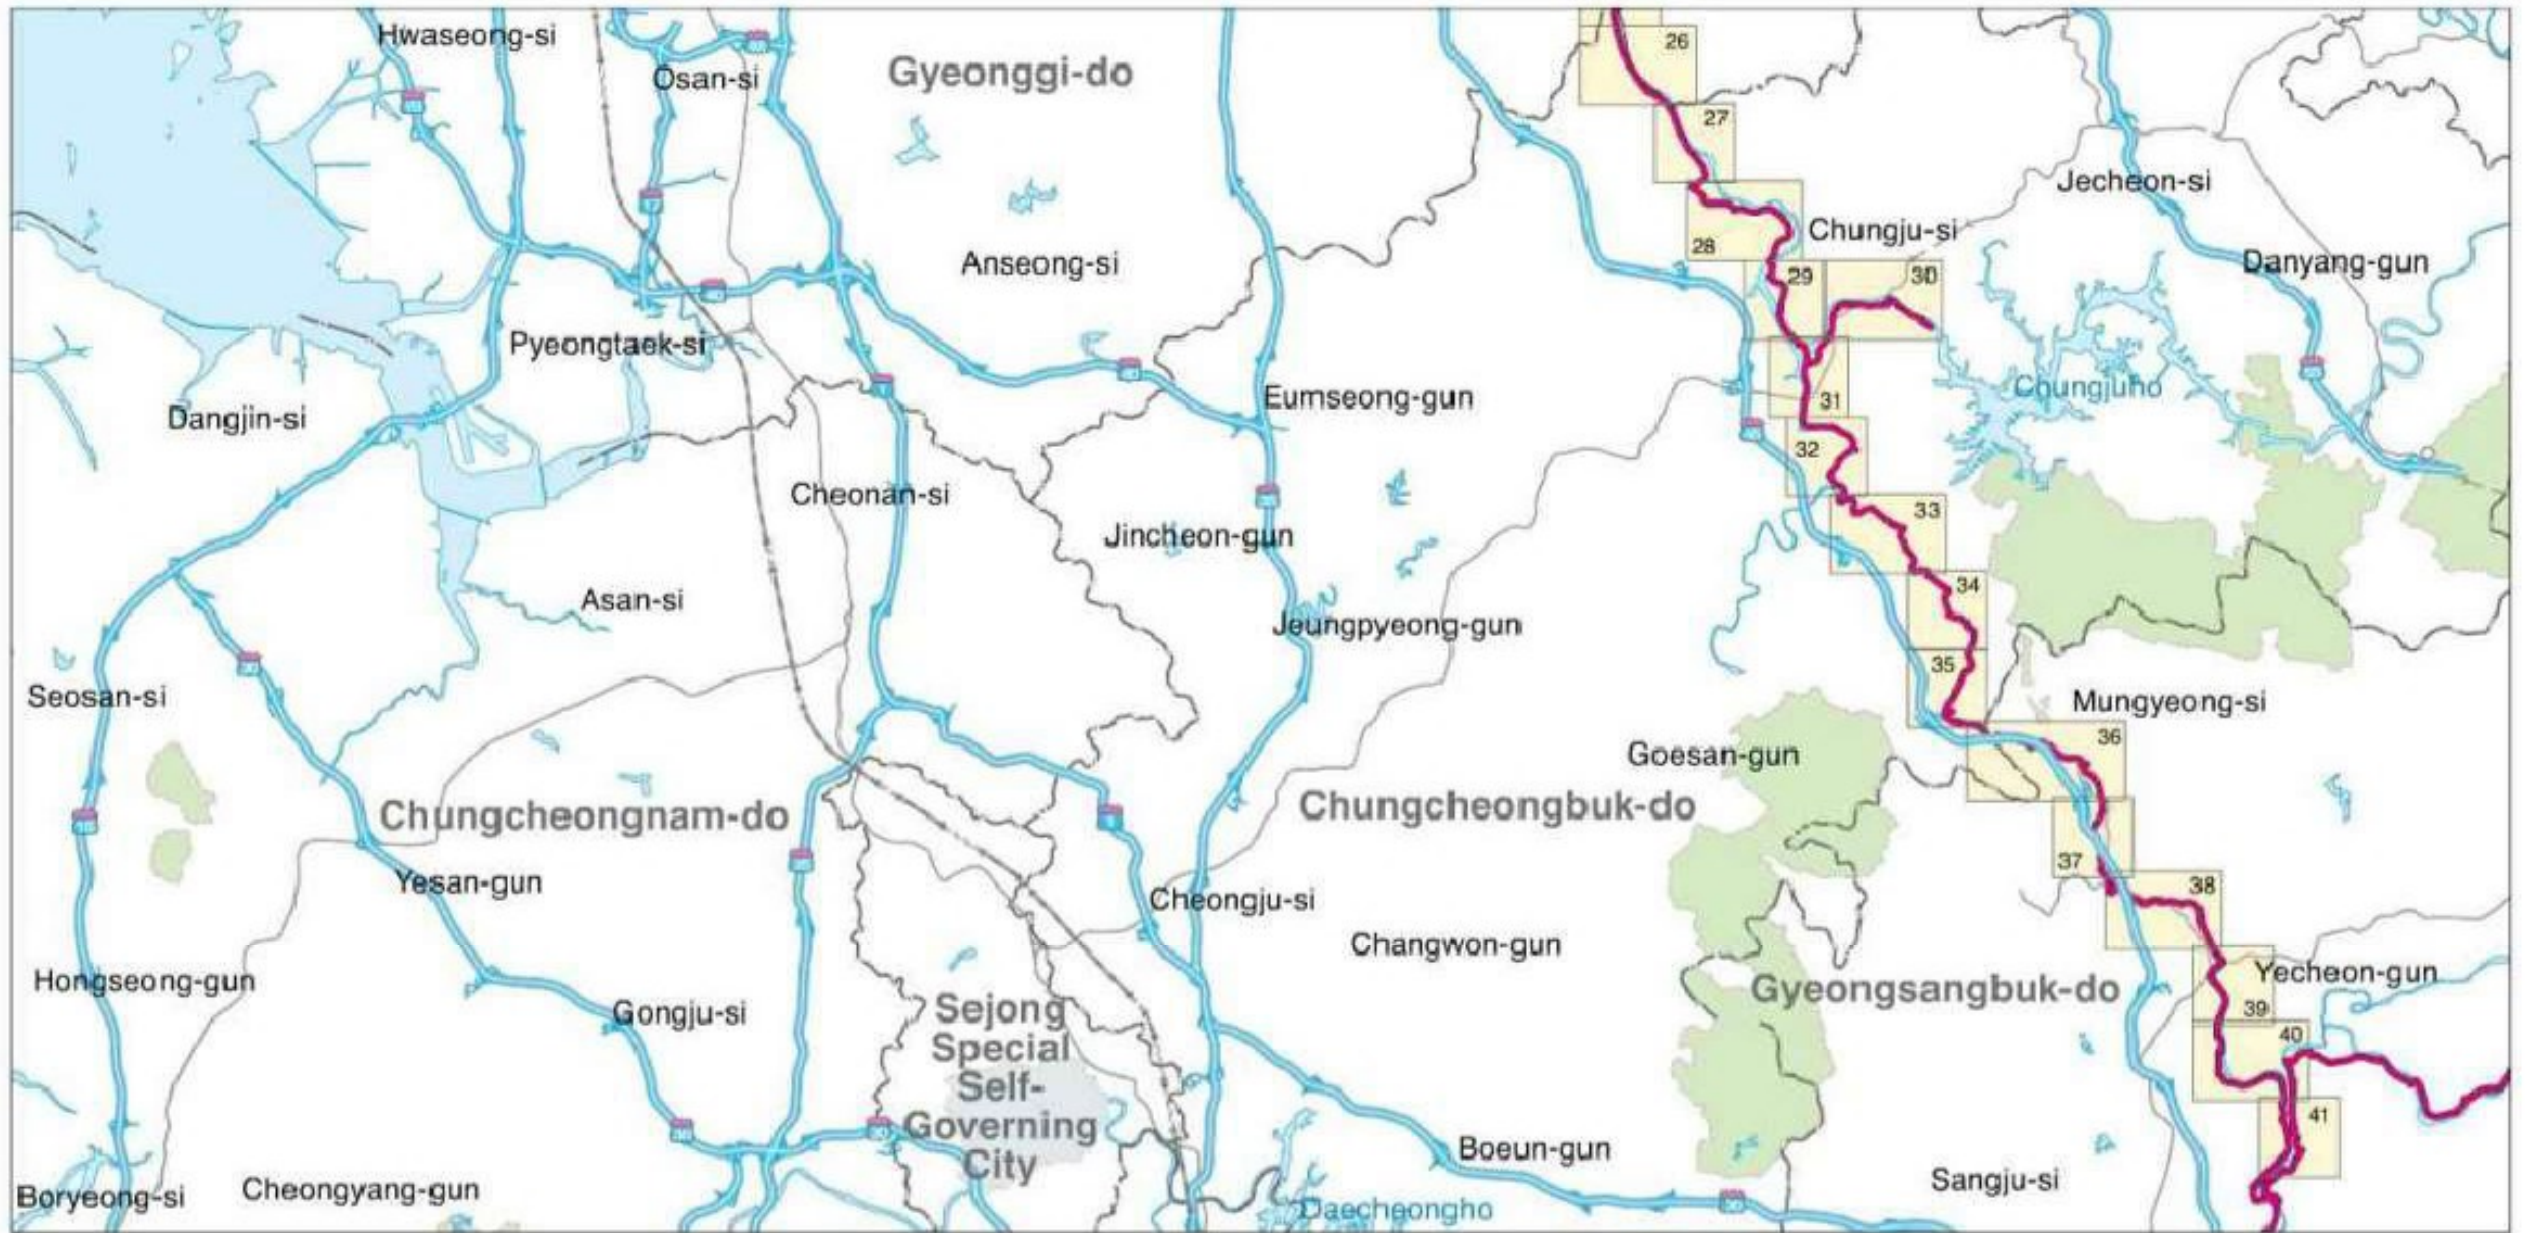 Hwaseong-si
26
Osan-si
Gyeonggi-do
27
Jecheon-si
Chungju-si
28
Anseong-si
29
30
Danyang-gun
Pyeongtaek-si
Chungjuho
Eumseong-gun
31
Dangjin-si
32
Cheonan-si
33
Jincheon-gun
34
Asan-si
Jeungpyeong-gun
35
Seosan-si
Mungyeong-si
36
Goesan-gun
Chungcheongnam-do
Chungcheongbuk-do
37
Yesan-gun
38
Cheongju-si
Changwon-gun
Yecheon-gun
Hongseong-gun
Gyeongsangbuk-do
39
Gongju-si
Sejong
Special
Self-
Governing
City
40
41
Boeun-gun
Sangju-si
Cheongyang-gun
Boryeong-si
Daecheongho